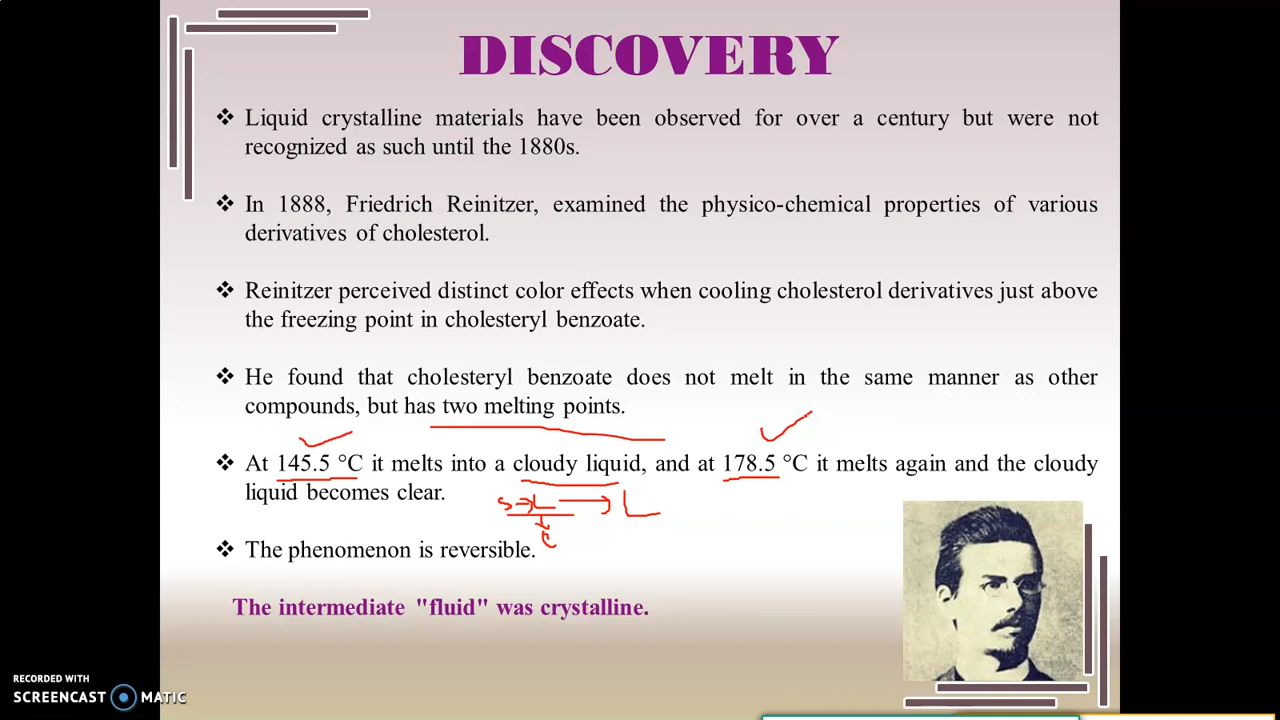 DISCOVERY
❖ Liquid crystalline materials have been observed for over a century but were not
recognized as such until the 1880s.
❖ In 1888, Friedrich Reinitzer, examined the physico-chemical properties of various
derivatives of cholesterol.
❖ Reinitzer perceived distinct color effects when cooling cholesterol derivatives just above
the freezing point in cholesteryl benzoate.
❖ He found that cholesteryl benzoate does not melt in the same manner as other
compounds, but has two melting points.
❖ At 145.5 °C it melts into a cloudy liquid, and at 178.5 °C it melts again and the cloudy
liquid becomes clear.
S → L → L
C
❖ The phenomenon is reversible.
The intermediate "fluid" was crystalline.
RECORDED WITH
SCREENCAST MATIC